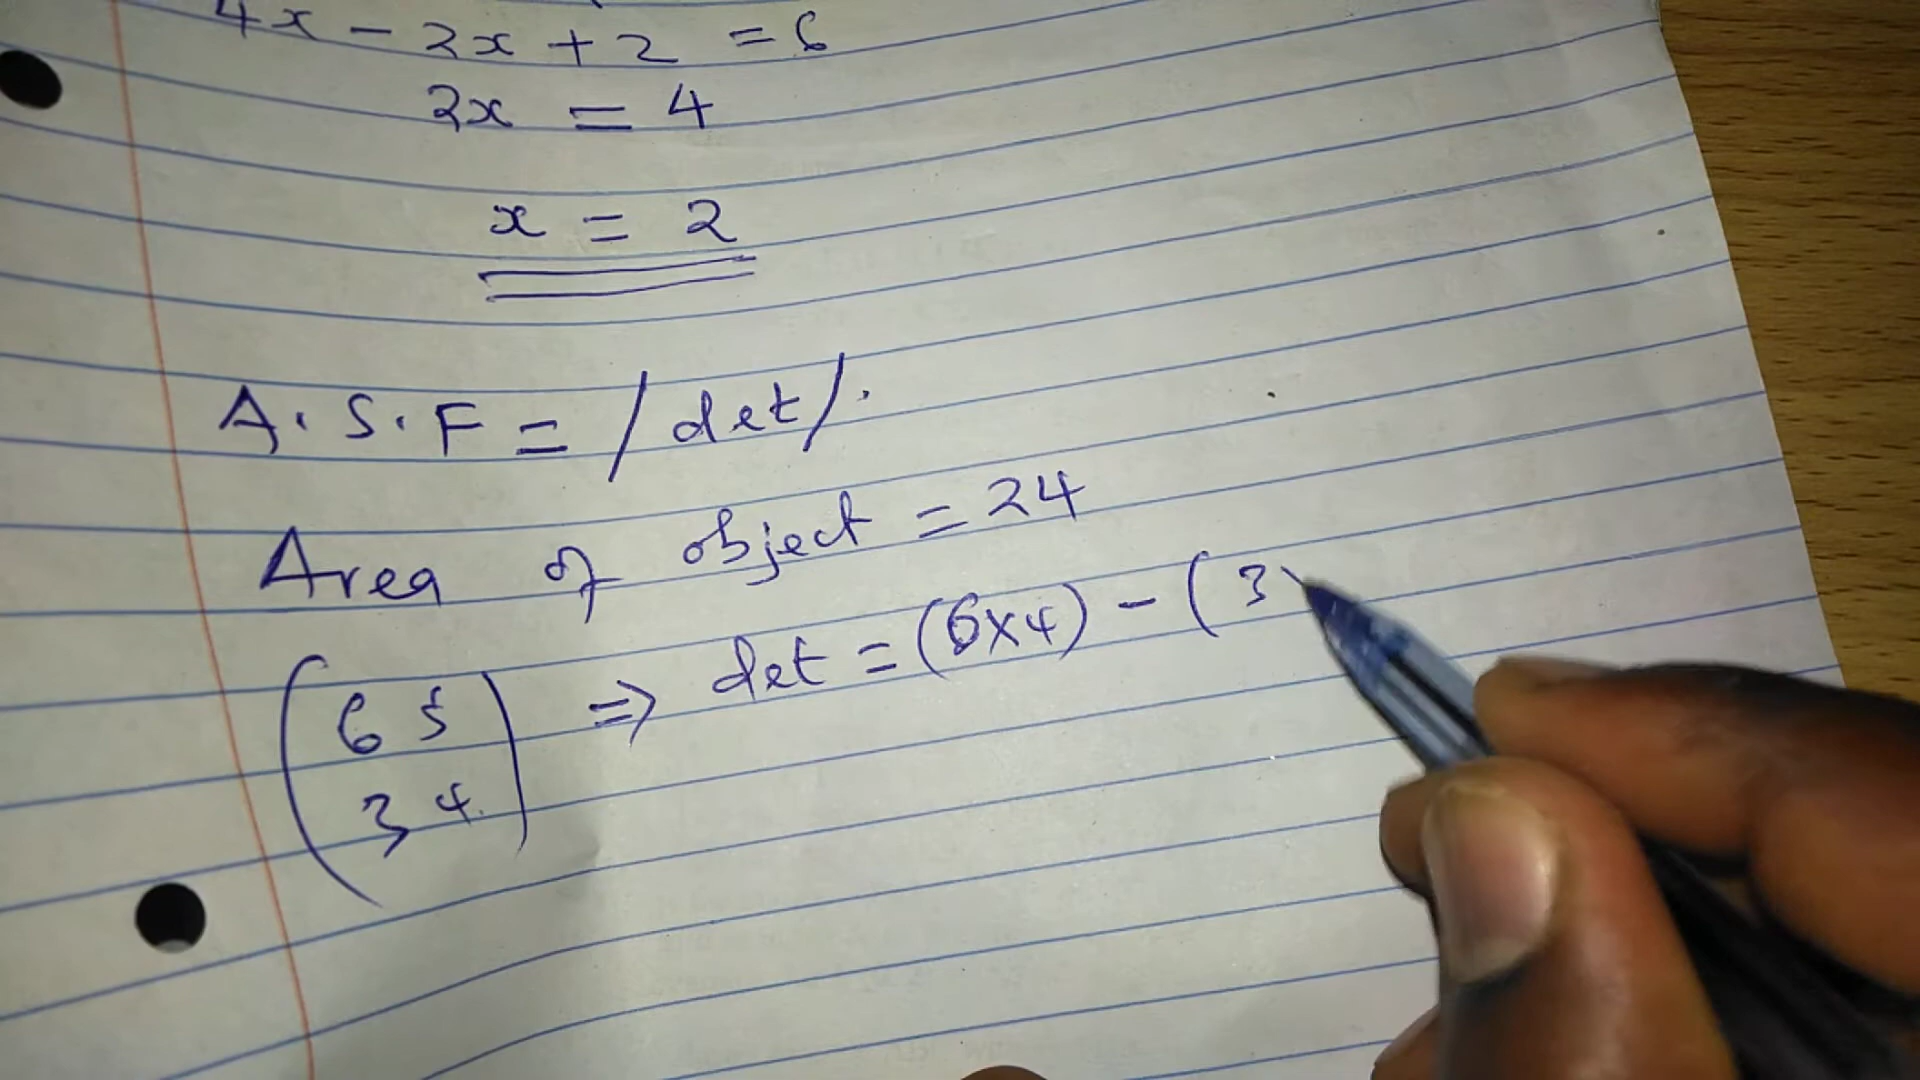 4x - 2x + 2 = 6
2x = 4
x = 2
A.S.F = /det/.
Area of object = 24
(6 5
3 4.) => det = (6x4) - (3